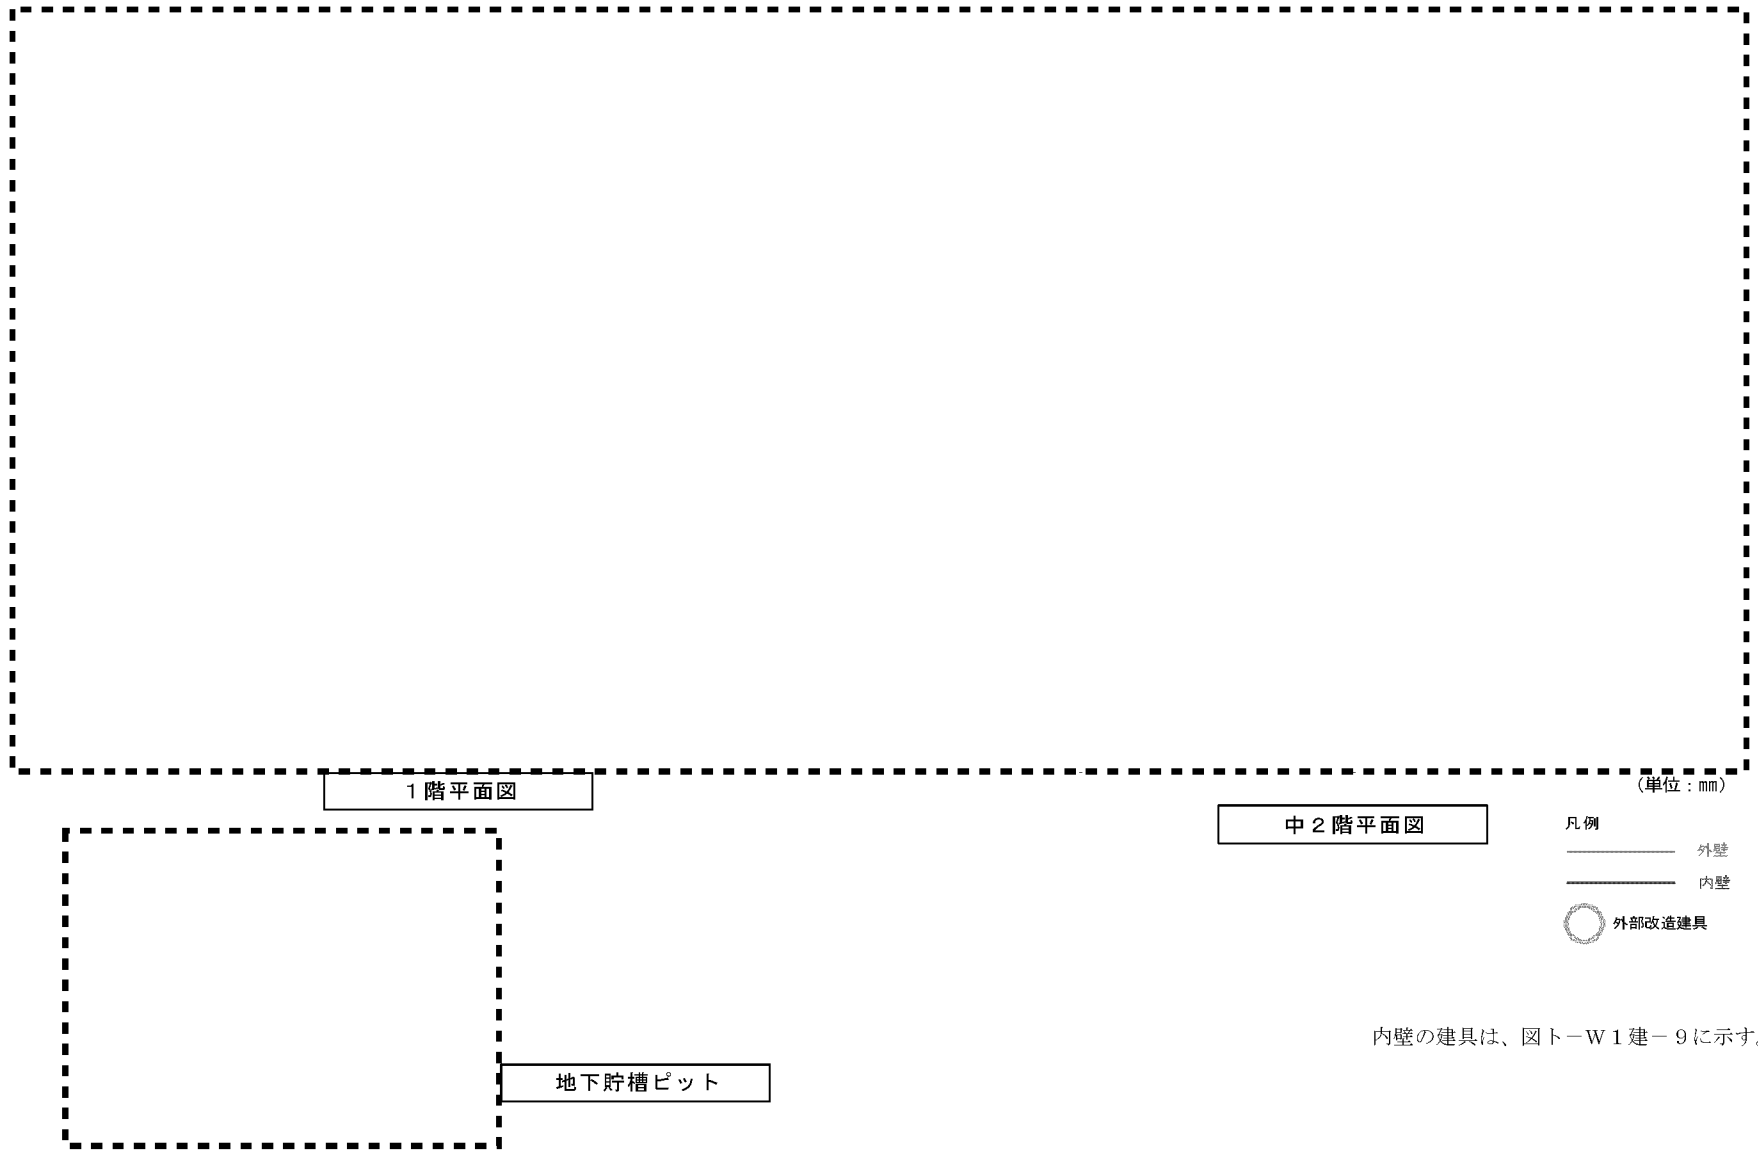 １階平面図
(単位：mm)
中２階平面図
凡例
外壁
内壁
外部改造建具
内壁の建具は、図ト－Ｗ１建－９に示す。
地下貯槽ピット